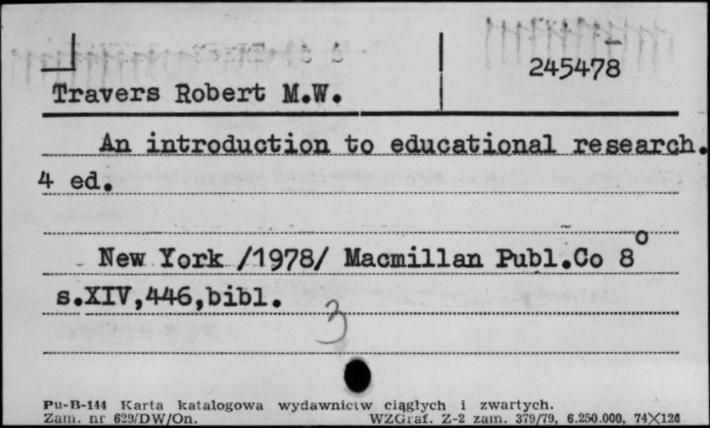 245478
Travers Robert M.W.
An introduction to educational research.
4 ed.
New York /1978/ Macmillan Publ.Co 8°
s.XIV,446,bibl.
3
Pu-B-144 Karta katalogowa wydawnictw ciągłych i zwartych.
Zam. nr 629/DW/On. WZGraf. Z-2 zam. 379/79, 6.250.000, 74X126